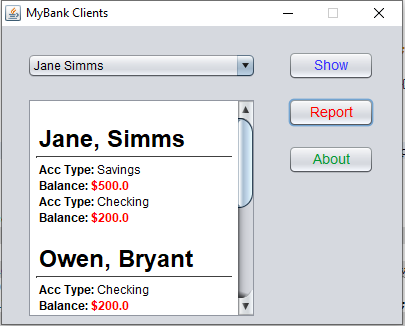 MyBank Clients
Jane Simms
Show
Report
About
Jane, Simms
Acc Type: Savings
Balance: $500.0
Acc Type: Checking
Balance: $200.0
Owen, Bryant
Acc Type: Checking
Balance: $200.0